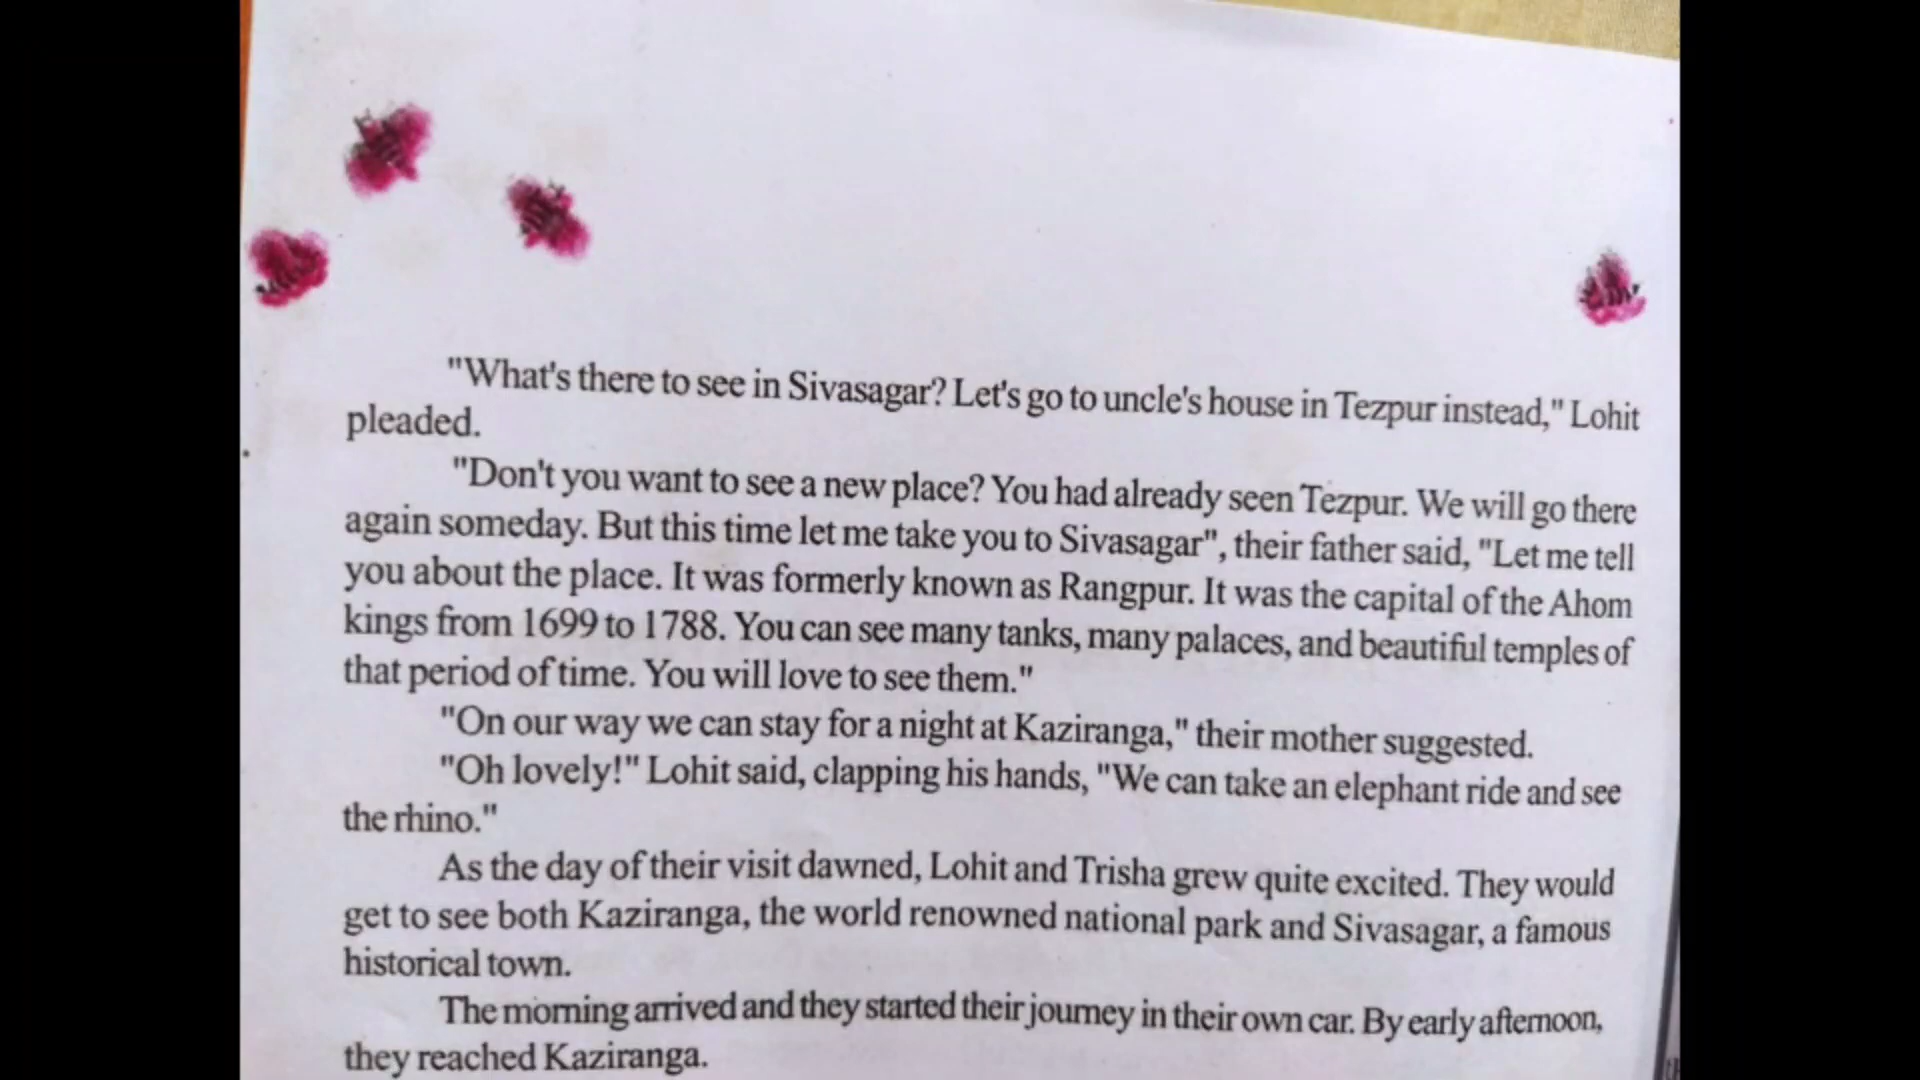 "What's there to see in Sivasagar? Let's go to uncle's house in Tezpur instead," Lohit
pleaded.
"Don't you want to see a new place? You had already seen Tezpur. We will go there
again someday. But this time let me take you to Sivasagar", their father said, "Let me tell
you about the place. It was formerly known as Rangpur. It was the capital of the Ahom
kings from 1699 to 1788. You can see many tanks, many palaces, and beautiful temples of
that period of time. You will love to see them."
"On our way we can stay for a night at Kaziranga," their mother suggested.
"Oh lovely!" Lohit said, clapping his hands, "We can take an elephant ride and see
the rhino."
As the day of their visit dawned, Lohit and Trisha grew quite excited. They would
get to see both Kaziranga, the world renowned national park and Sivasagar, a famous
historical town.
The morning arrived and they started their journey in their own car. By early afternoon,
they reached Kaziranga.